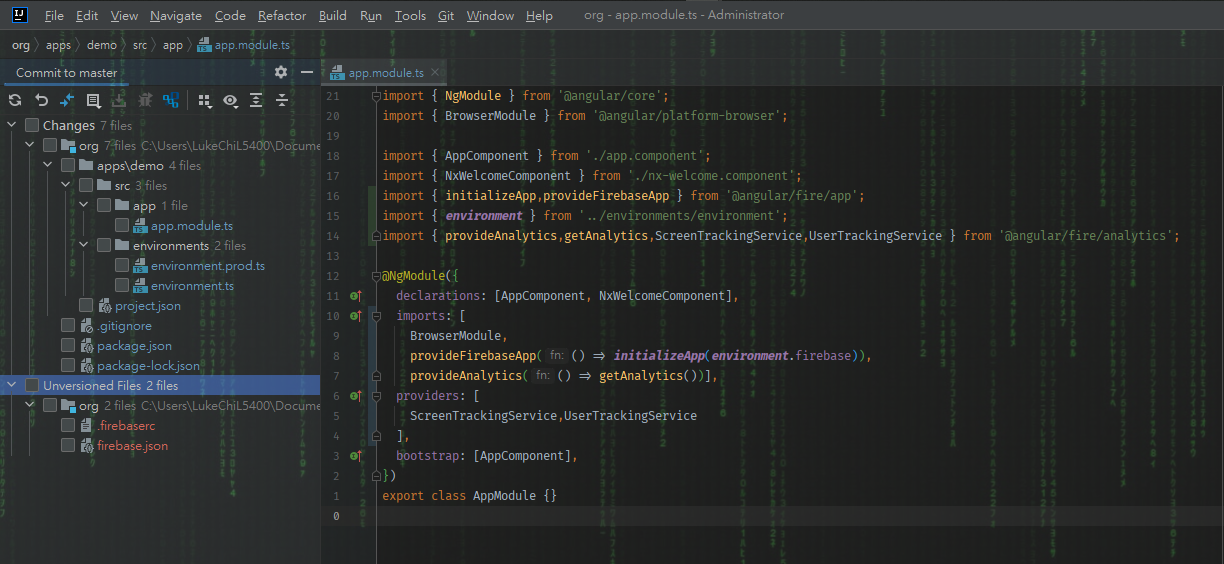 IJ File Edit View Navigate Code Refactor Build Run Tools Git Window Help org - app.module.ts - Administrator
org apps demo src app TS app.module.ts
Commit to master
TS app.module.ts
Changes 7 files
org 7 files C:\Users\LukeChiL5400\Docume
apps\demo 4 files
src 3 files
app 1 file
TS app.module.ts
environments 2 files
TS environment.prod.ts
TS environment.ts
project.json
.gitignore
package.json
package-lock.json
Unversioned Files 2 files
org 2 files C:\Users\LukeChiL5400\Docume
.firebaserc
firebase.json
21 import { NgModule } from '@angular/core';
20 import { BrowserModule } from '@angular/platform-browser';
19
18 import { AppComponent } from './app.component';
17 import { NxWelcomeComponent } from './nx-welcome.component';
16 import { initializeApp,provideFirebaseApp } from '@angular/fire/app';
15 import { environment } from '../environments/environment';
14 import { provideAnalytics,getAnalytics,ScreenTrackingService,UserTrackingService } from '@angular/fire/analytics';
13
12 @NgModule({
11 declarations: [AppComponent, NxWelcomeComponent],
10 imports: [
9 BrowserModule,
8 provideFirebaseApp( fn: () => initializeApp(environment.firebase)),
7 provideAnalytics( fn: () => getAnalytics())],
6 providers: [
5 ScreenTrackingService,UserTrackingService
4 ],
3 bootstrap: [AppComponent],
2 })
1 export class AppModule {}
0